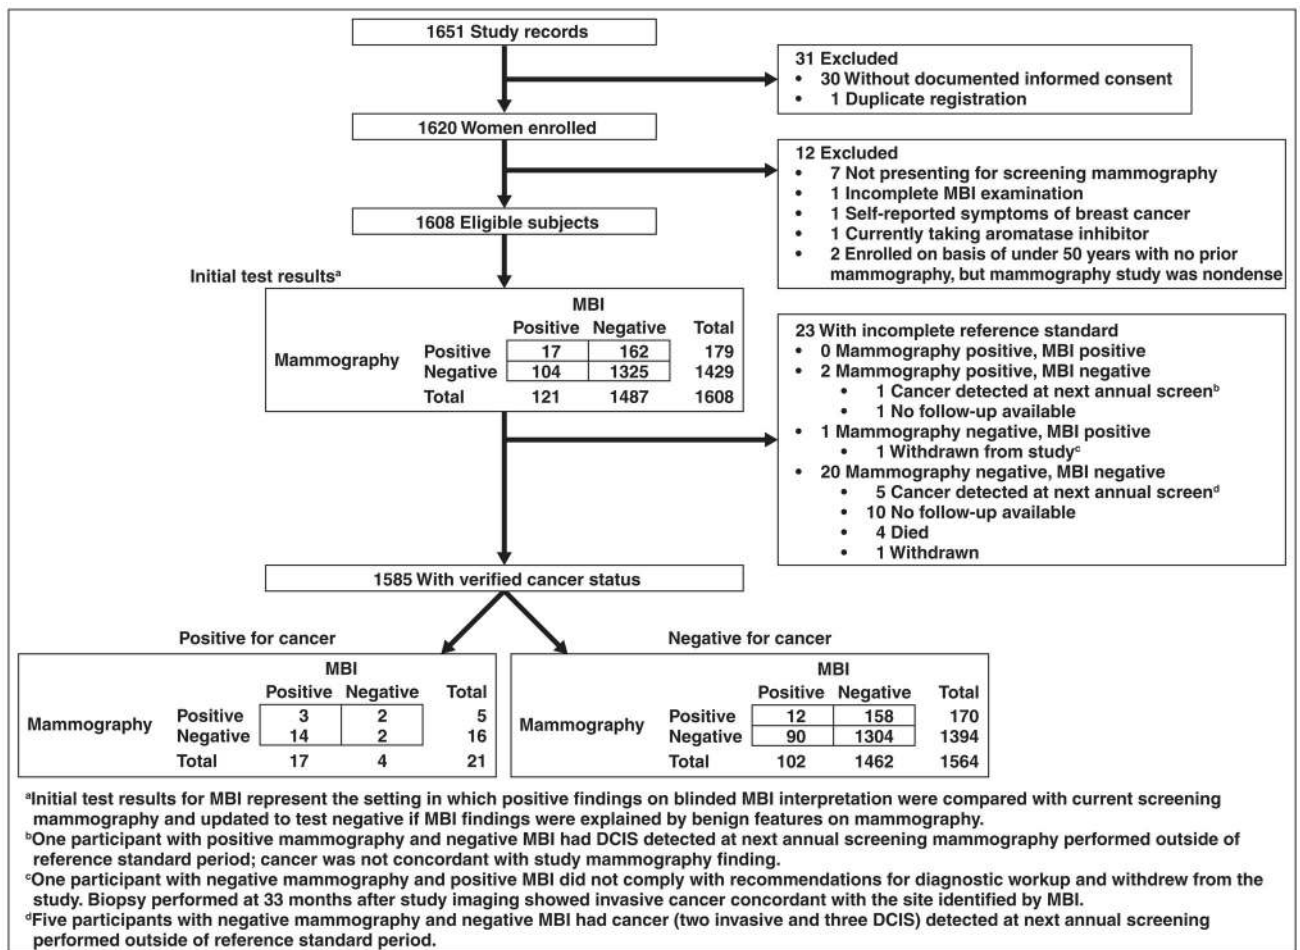 1651 Study records
31 Excluded
• 30 Without documented informed consent
• 1 Duplicate registration
1620 Women enrolled
12 Excluded
• 7 Not presenting for screening mammography
• 1 Incomplete MBI examination
• 1 Self-reported symptoms of breast cancer
• 1 Currently taking aromatase inhibitor
• 2 Enrolled on basis of under 50 years with no prior
mammography, but mammography study was nondense
1608 Eligible subjects
Initial test resultsᵃ
MBI
Positive Negative Total
Mammography
Positive 17 162 179
Negative 104 1325 1429
Total 121 1487 1608
23 With incomplete reference standard
• 0 Mammography positive, MBI positive
• 2 Mammography positive, MBI negative
• 1 Cancer detected at next annual screenᵇ
• 1 No follow-up available
• 1 Mammography negative, MBI positive
• 1 Withdrawn from studyᶜ
• 20 Mammography negative, MBI negative
• 5 Cancer detected at next annual screenᵈ
• 10 No follow-up available
• 4 Died
• 1 Withdrawn
1585 With verified cancer status
Positive for cancer
MBI
Positive Negative Total
Mammography
Positive 3 2 5
Negative 14 2 16
Total 17 4 21
Negative for cancer
MBI
Positive Negative Total
Mammography
Positive 12 158 170
Negative 90 1304 1394
Total 102 1462 1564
ᵃInitial test results for MBI represent the setting in which positive findings on blinded MBI interpretation were compared with current screening
mammography and updated to test negative if MBI findings were explained by benign features on mammography.
ᵇOne participant with positive mammography and negative MBI had DCIS detected at next annual screening mammography performed outside of
reference standard period; cancer was not concordant with study mammography finding.
ᶜOne participant with negative mammography and positive MBI did not comply with recommendations for diagnostic workup and withdrew from the
study. Biopsy performed at 33 months after study imaging showed invasive cancer concordant with the site identified by MBI.
ᵈFive participants with negative mammography and negative MBI had cancer (two invasive and three DCIS) detected at next annual screening
performed outside of reference standard period.